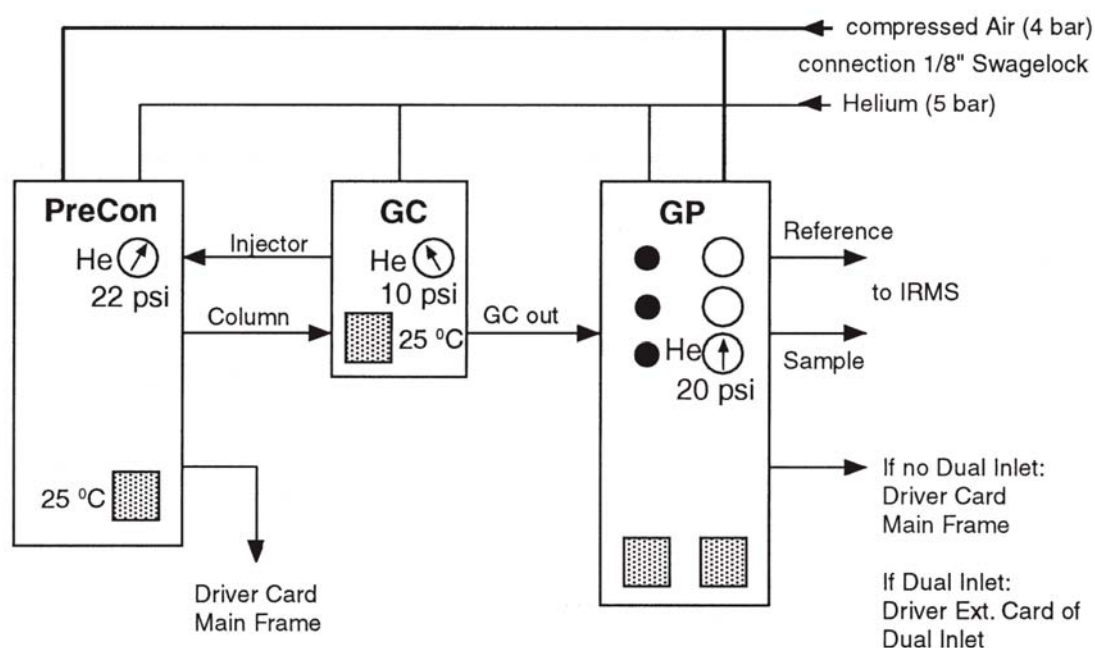 compressed Air (4 bar)
connection 1/8" Swagelock
Helium (5 bar)
PreCon
He
22 psi
25 ⁰C
Injector
Column
GC
He
10 psi
25 ⁰C
GC out
GP
He
20 psi
Reference
to IRMS
Sample
Driver Card
Main Frame
If no Dual Inlet:
Driver Card
Main Frame
If Dual Inlet:
Driver Ext. Card of
Dual Inlet